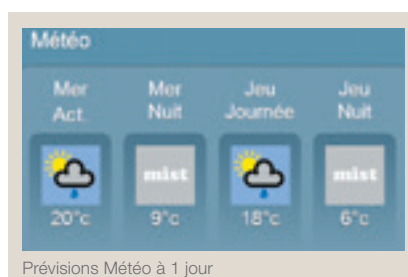 Météo
Mer Mer Jeu Jeu
Act. Nuit Journée Nuit
mist mist
20°c 9°c 18°c 6°c
Prévisions Météo à 1 jour